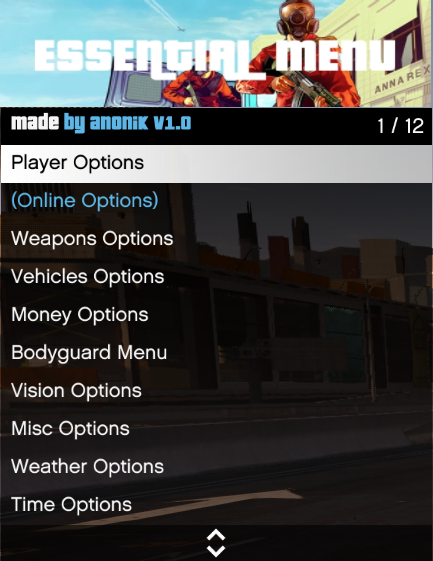 ESSENTIAL MENU
ANNA REX
made by anonik V1.0
1 / 12
Player Options
(Online Options)
Weapons Options
Vehicles Options
Money Options
Bodyguard Menu
Vision Options
Misc Options
Weather Options
Time Options